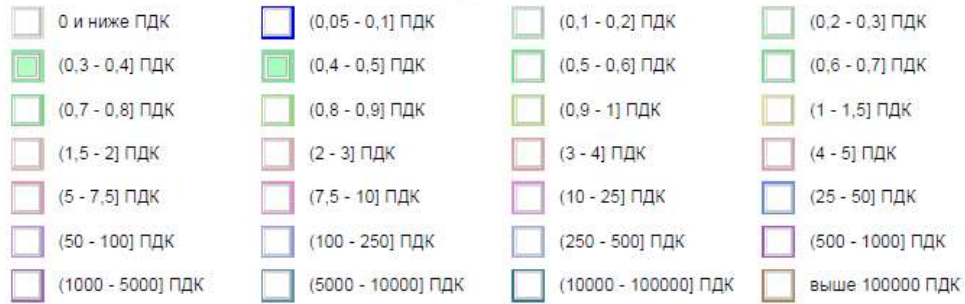 0 и ниже ПДК (0,05 - 0,1] ПДК (0,1 - 0,2] ПДК (0,2 - 0,3] ПДК
(0,3 - 0,4] ПДК (0,4 - 0,5] ПДК (0,5 - 0,6] ПДК (0,6 - 0,7] ПДК
(0,7 - 0,8] ПДК (0,8 - 0,9] ПДК (0,9 - 1] ПДК (1 - 1,5] ПДК
(1,5 - 2] ПДК (2 - 3] ПДК (3 - 4] ПДК (4 - 5] ПДК
(5 - 7,5] ПДК (7,5 - 10] ПДК (10 - 25] ПДК (25 - 50] ПДК
(50 - 100] ПДК (100 - 250] ПДК (250 - 500] ПДК (500 - 1000] ПДК
(1000 - 5000] ПДК (5000 - 10000] ПДК (10000 - 100000] ПДК выше 100000 ПДК